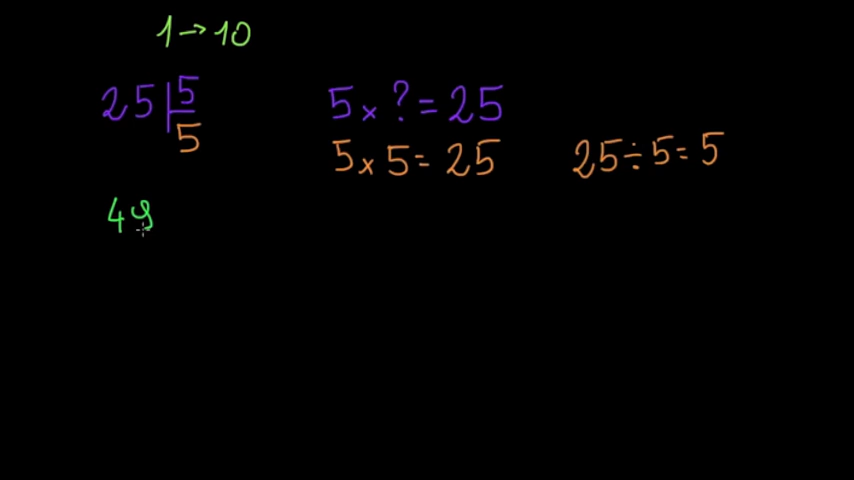 1→10
25|5
5
5 x ? = 25
5 x 5 = 25
25 ÷ 5 = 5
49